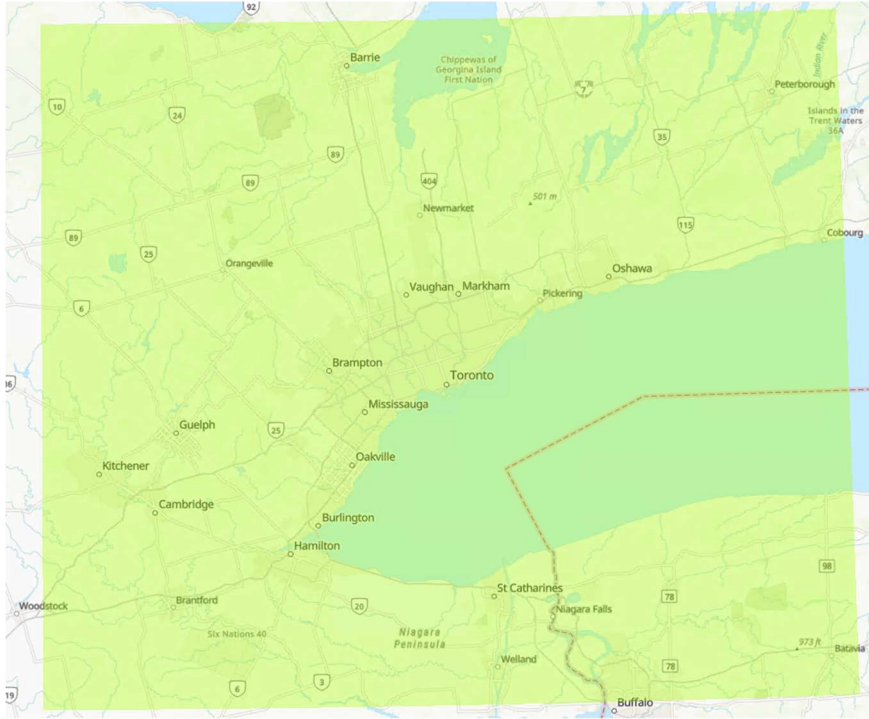 92
Barrie
Chippewas of
Georgina Island
First Nation
Indian River
7
Peterborough
10
24
Islands in the
Trent Waters
36A
35
89
404
89
501 m
Newmarket
115
89
Cobourg
25
Orangeville
Oshawa
Vaughan
Markham
Pickering
6
Brampton
Toronto
Mississauga
Guelph
25
Kitchener
Oakville
Cambridge
Burlington
Hamilton
98
St Catharines
78
Brantford
20
Woodstock
Niagara Falls
Six Nations 40
Niagara
Peninsula
973 ft
Batavia
Welland
78
3
6
19
Buffalo